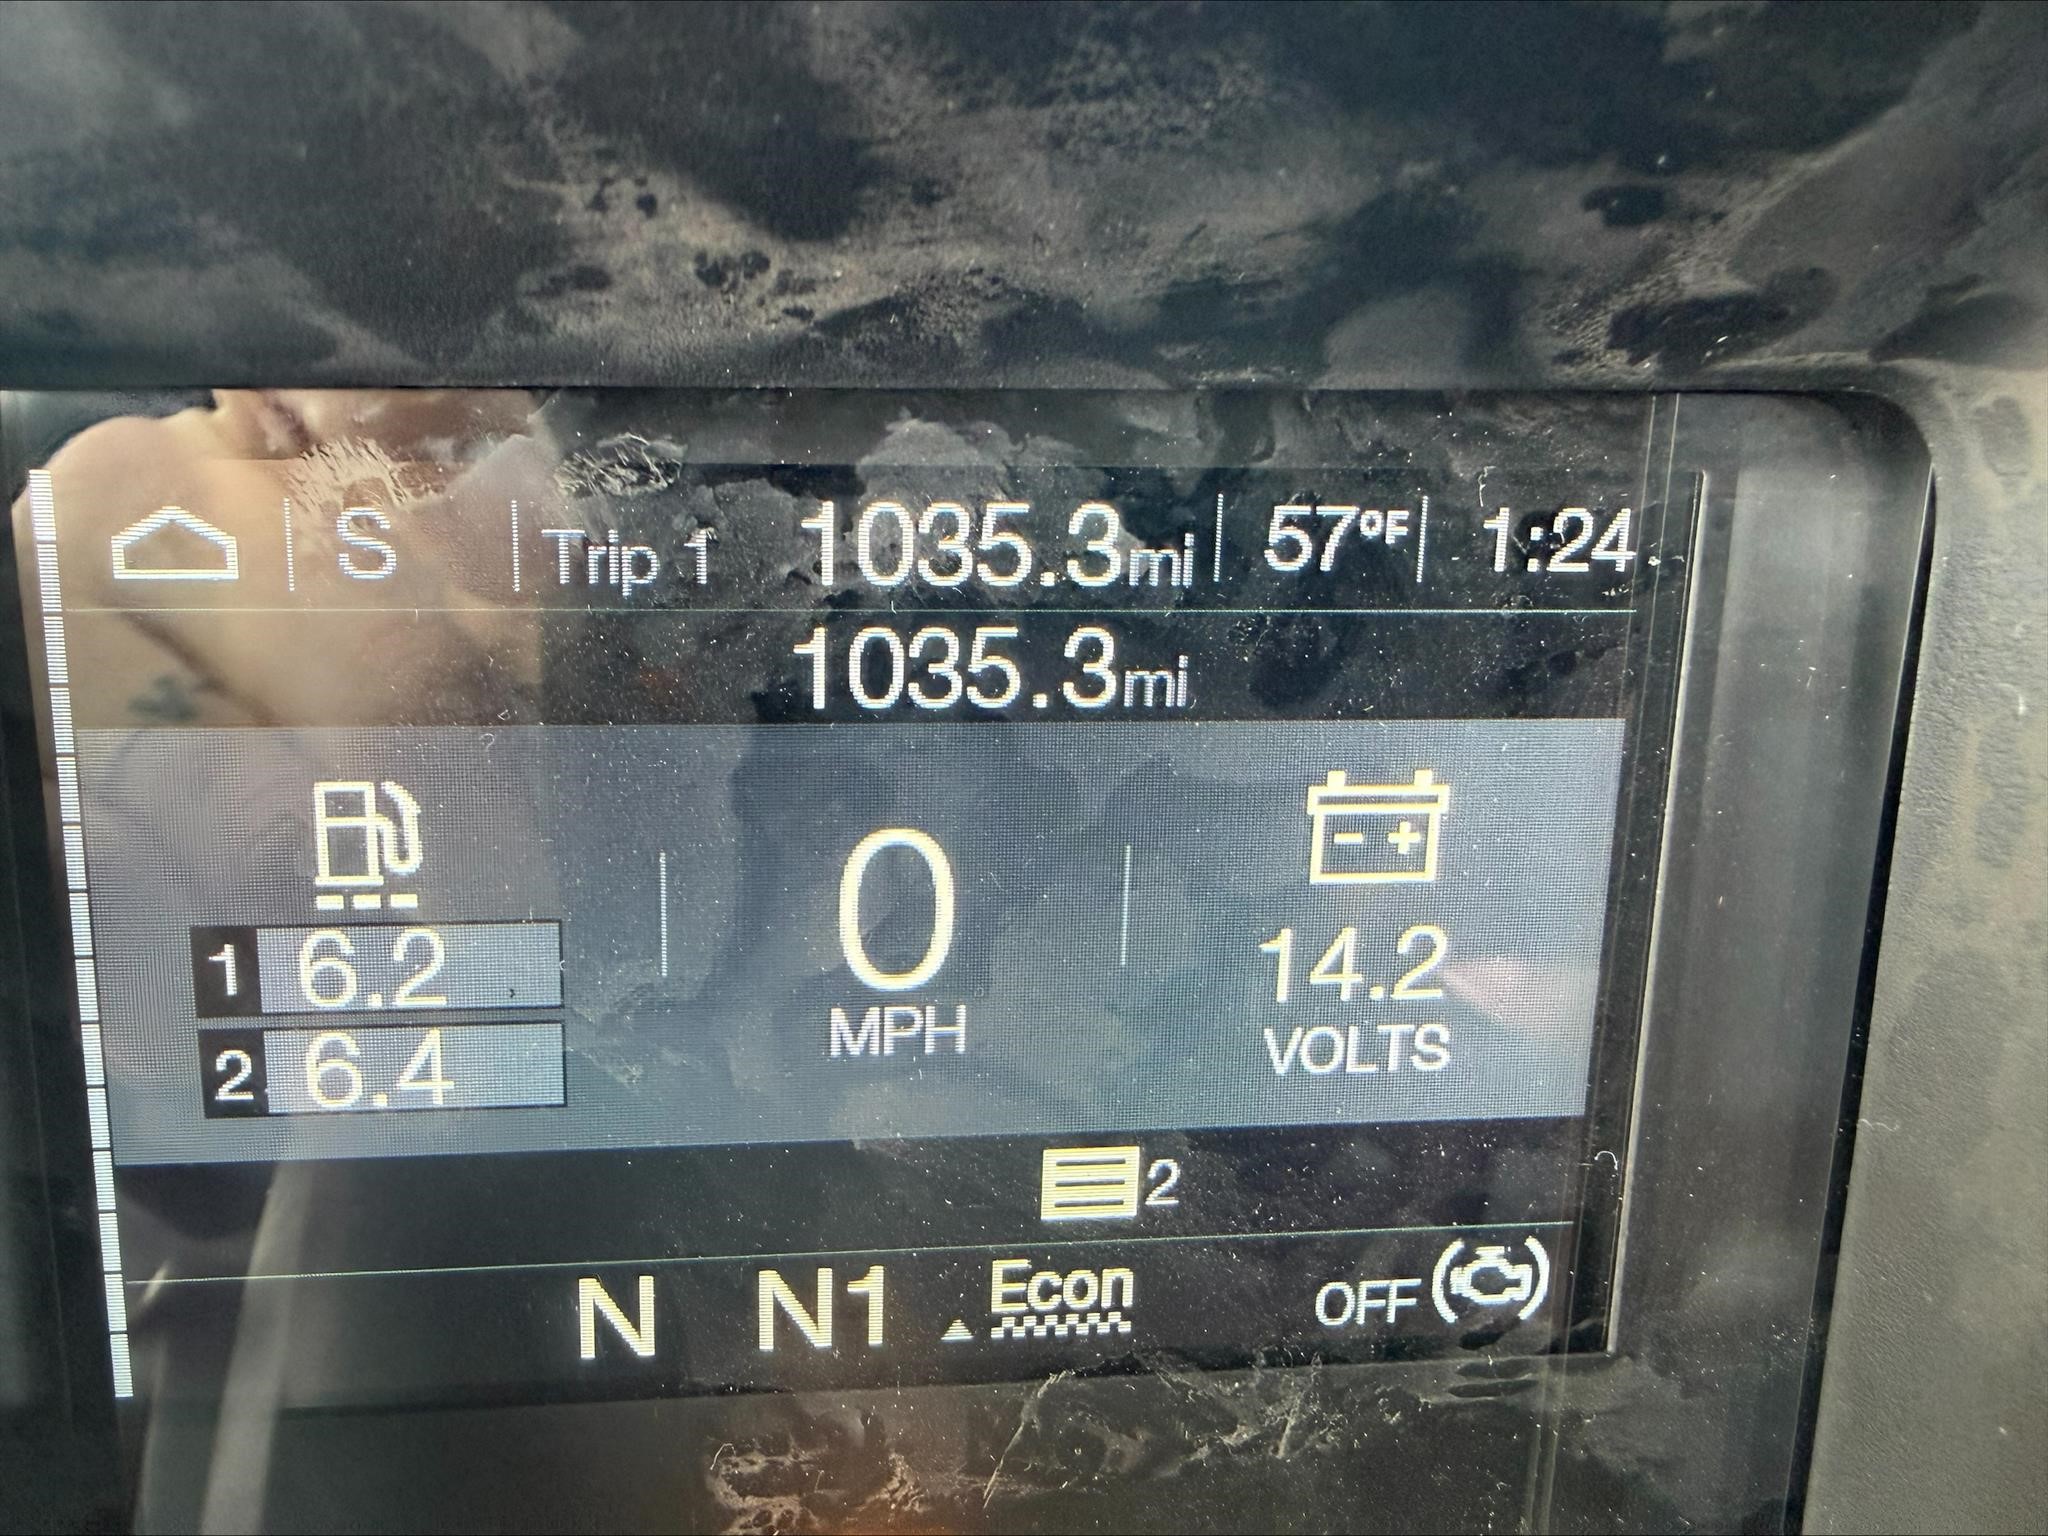 S Trip 1 1035.3mi 57°F 1:24
1035.3mi
1 6.2
2 6.4
0
MPH
14.2
VOLTS
2
N N1 Econ OFF